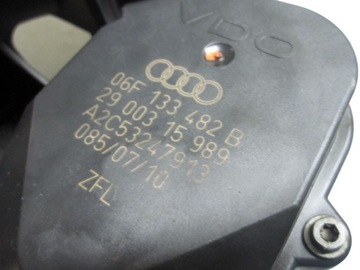 VDO
06F 133 482 B
29 003 15 989
A2C53247913
085/07/10
ZFL